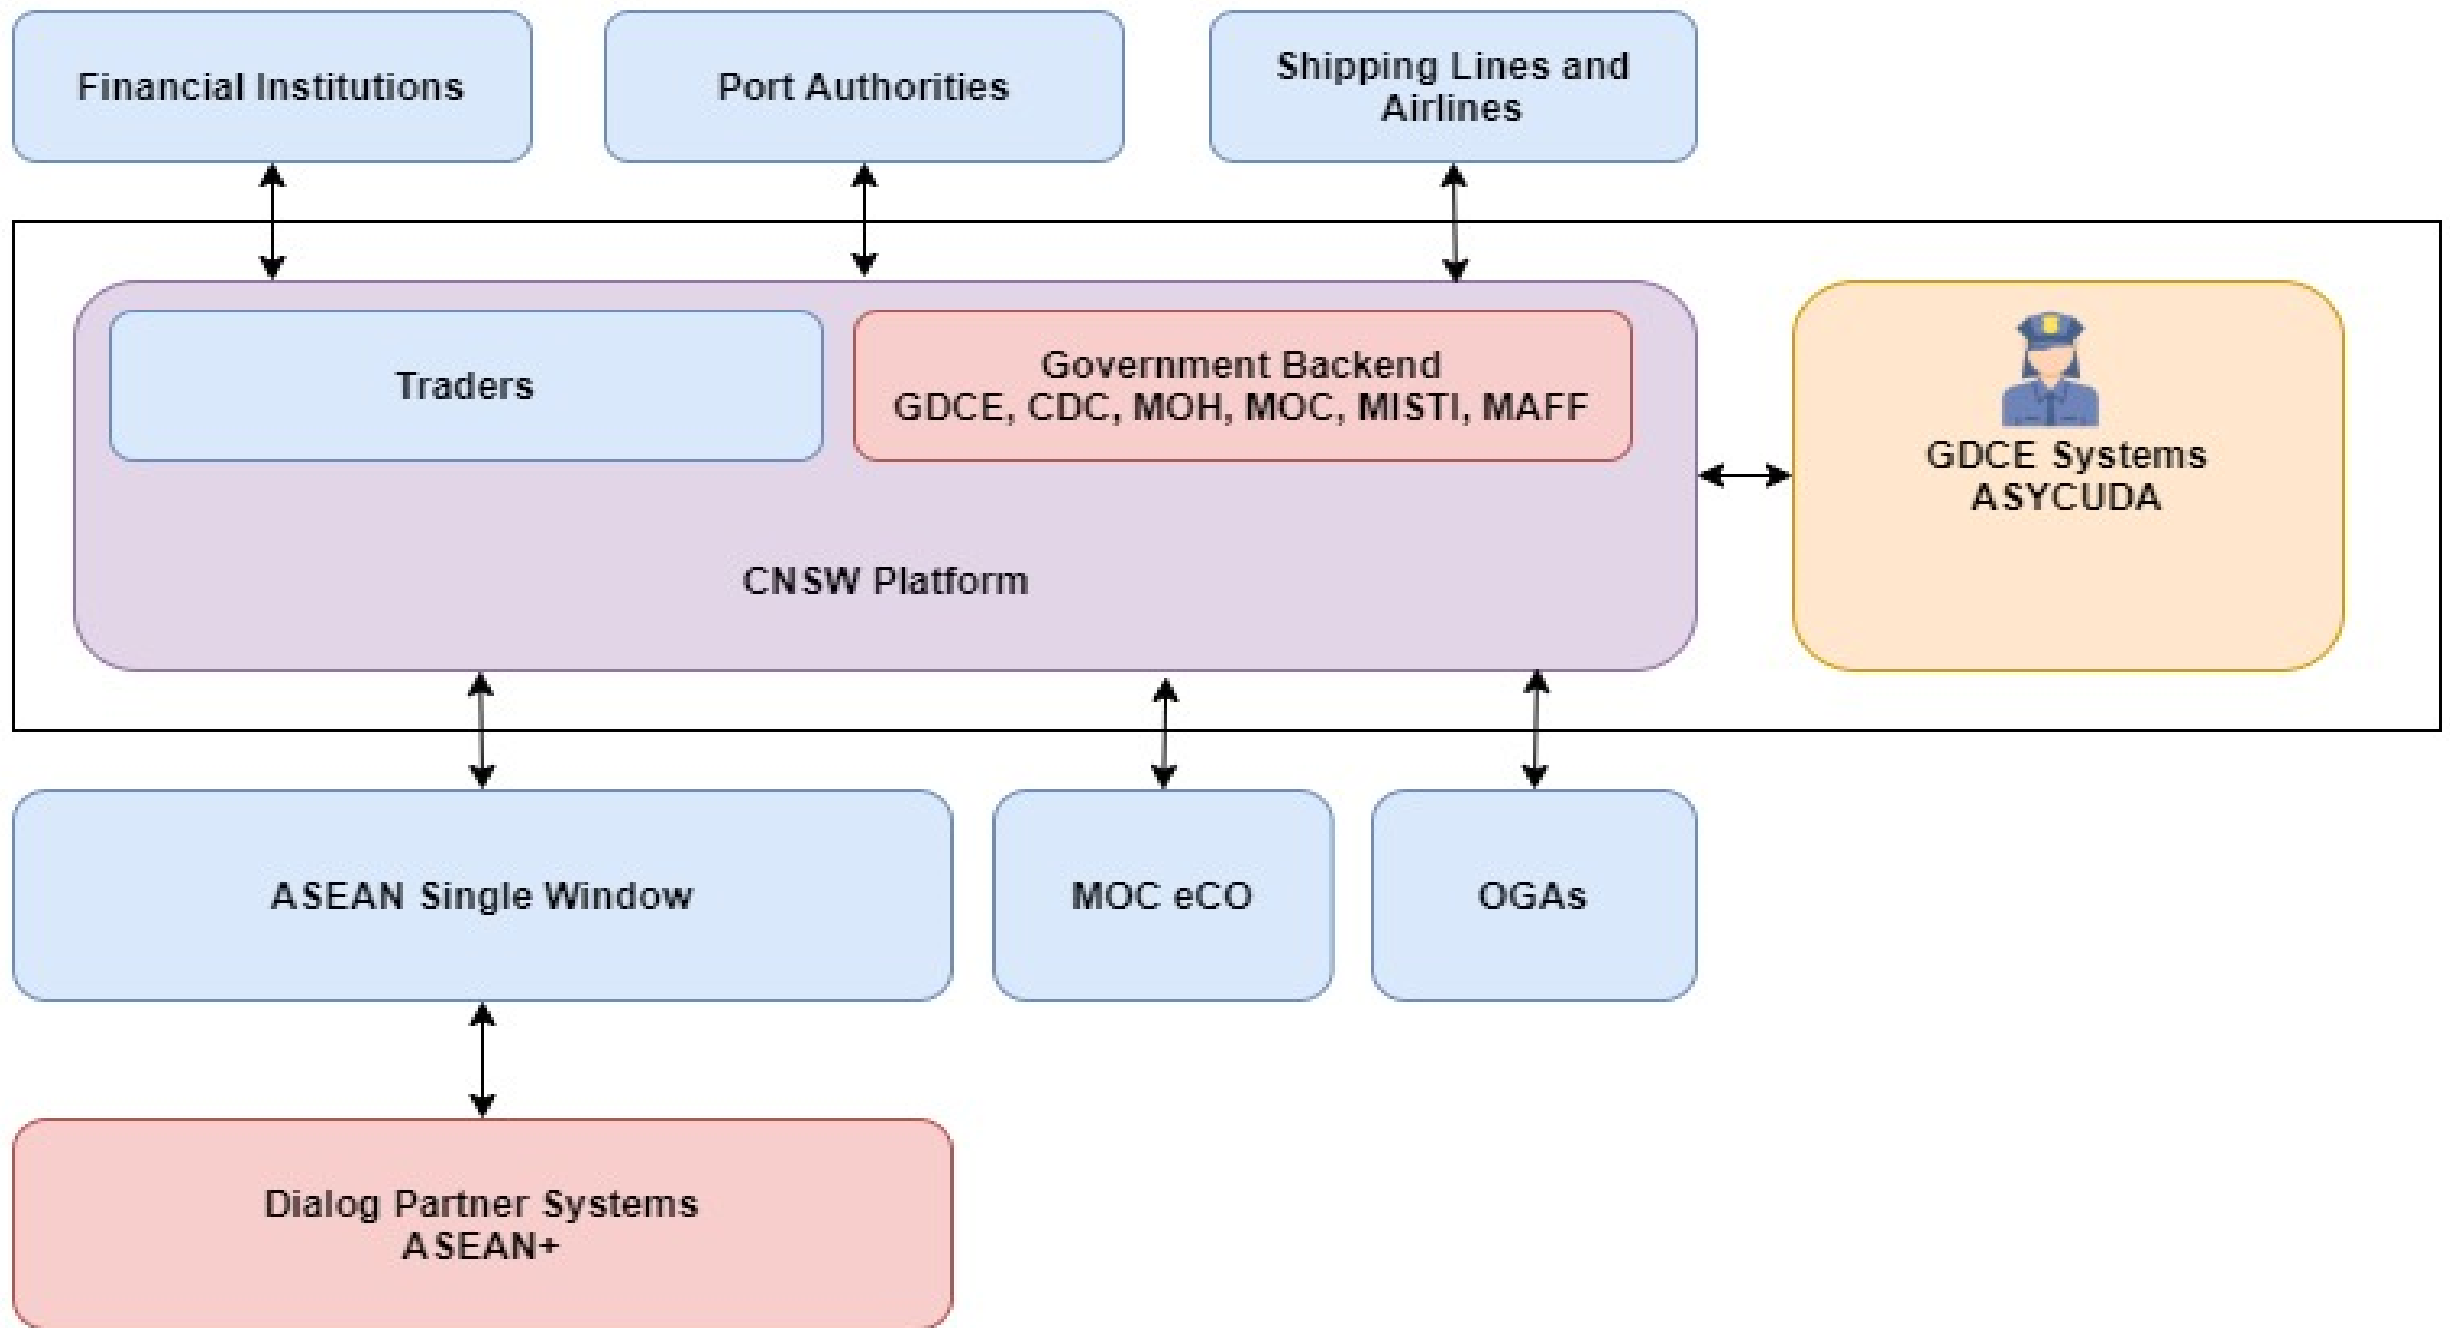 Financial Institutions
Port Authorities
Shipping Lines and
Airlines
Traders
Government Backend
GDCE, CDC, MOH, MOC, MISTI, MAFF
CNSW Platform
GDCE Systems
ASYCUDA
ASEAN Single Window
MOC eCO
OGAs
Dialog Partner Systems
ASEAN+